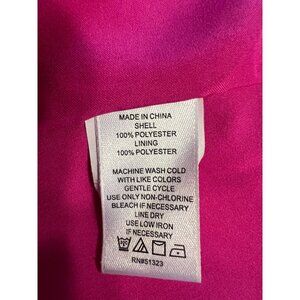 MADE IN CHINA
SHELL
100% POLYESTER
LINING
100% POLYESTER
MACHINE WASH COLD
WITH LIKE COLORS
GENTLE CYCLE
USE ONLY NON-CHLORINE
BLEACH IF NECESSARY
LINE DRY
USE LOW IRON
IF NECESSARY
RN#51323